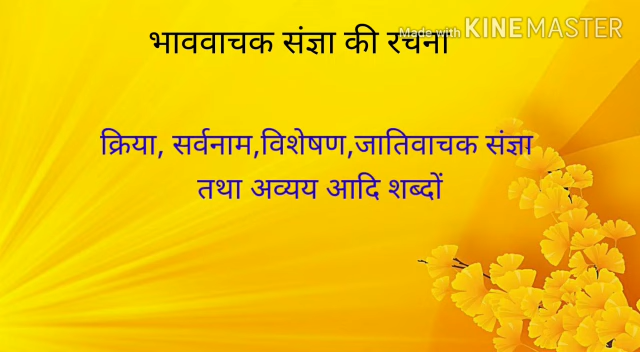 Made with KINEMASTER
भाववाचक संज्ञा की रचना
क्रिया, सर्वनाम,विशेषण,जातिवाचक संज्ञा
तथा अव्यय आदि शब्दों